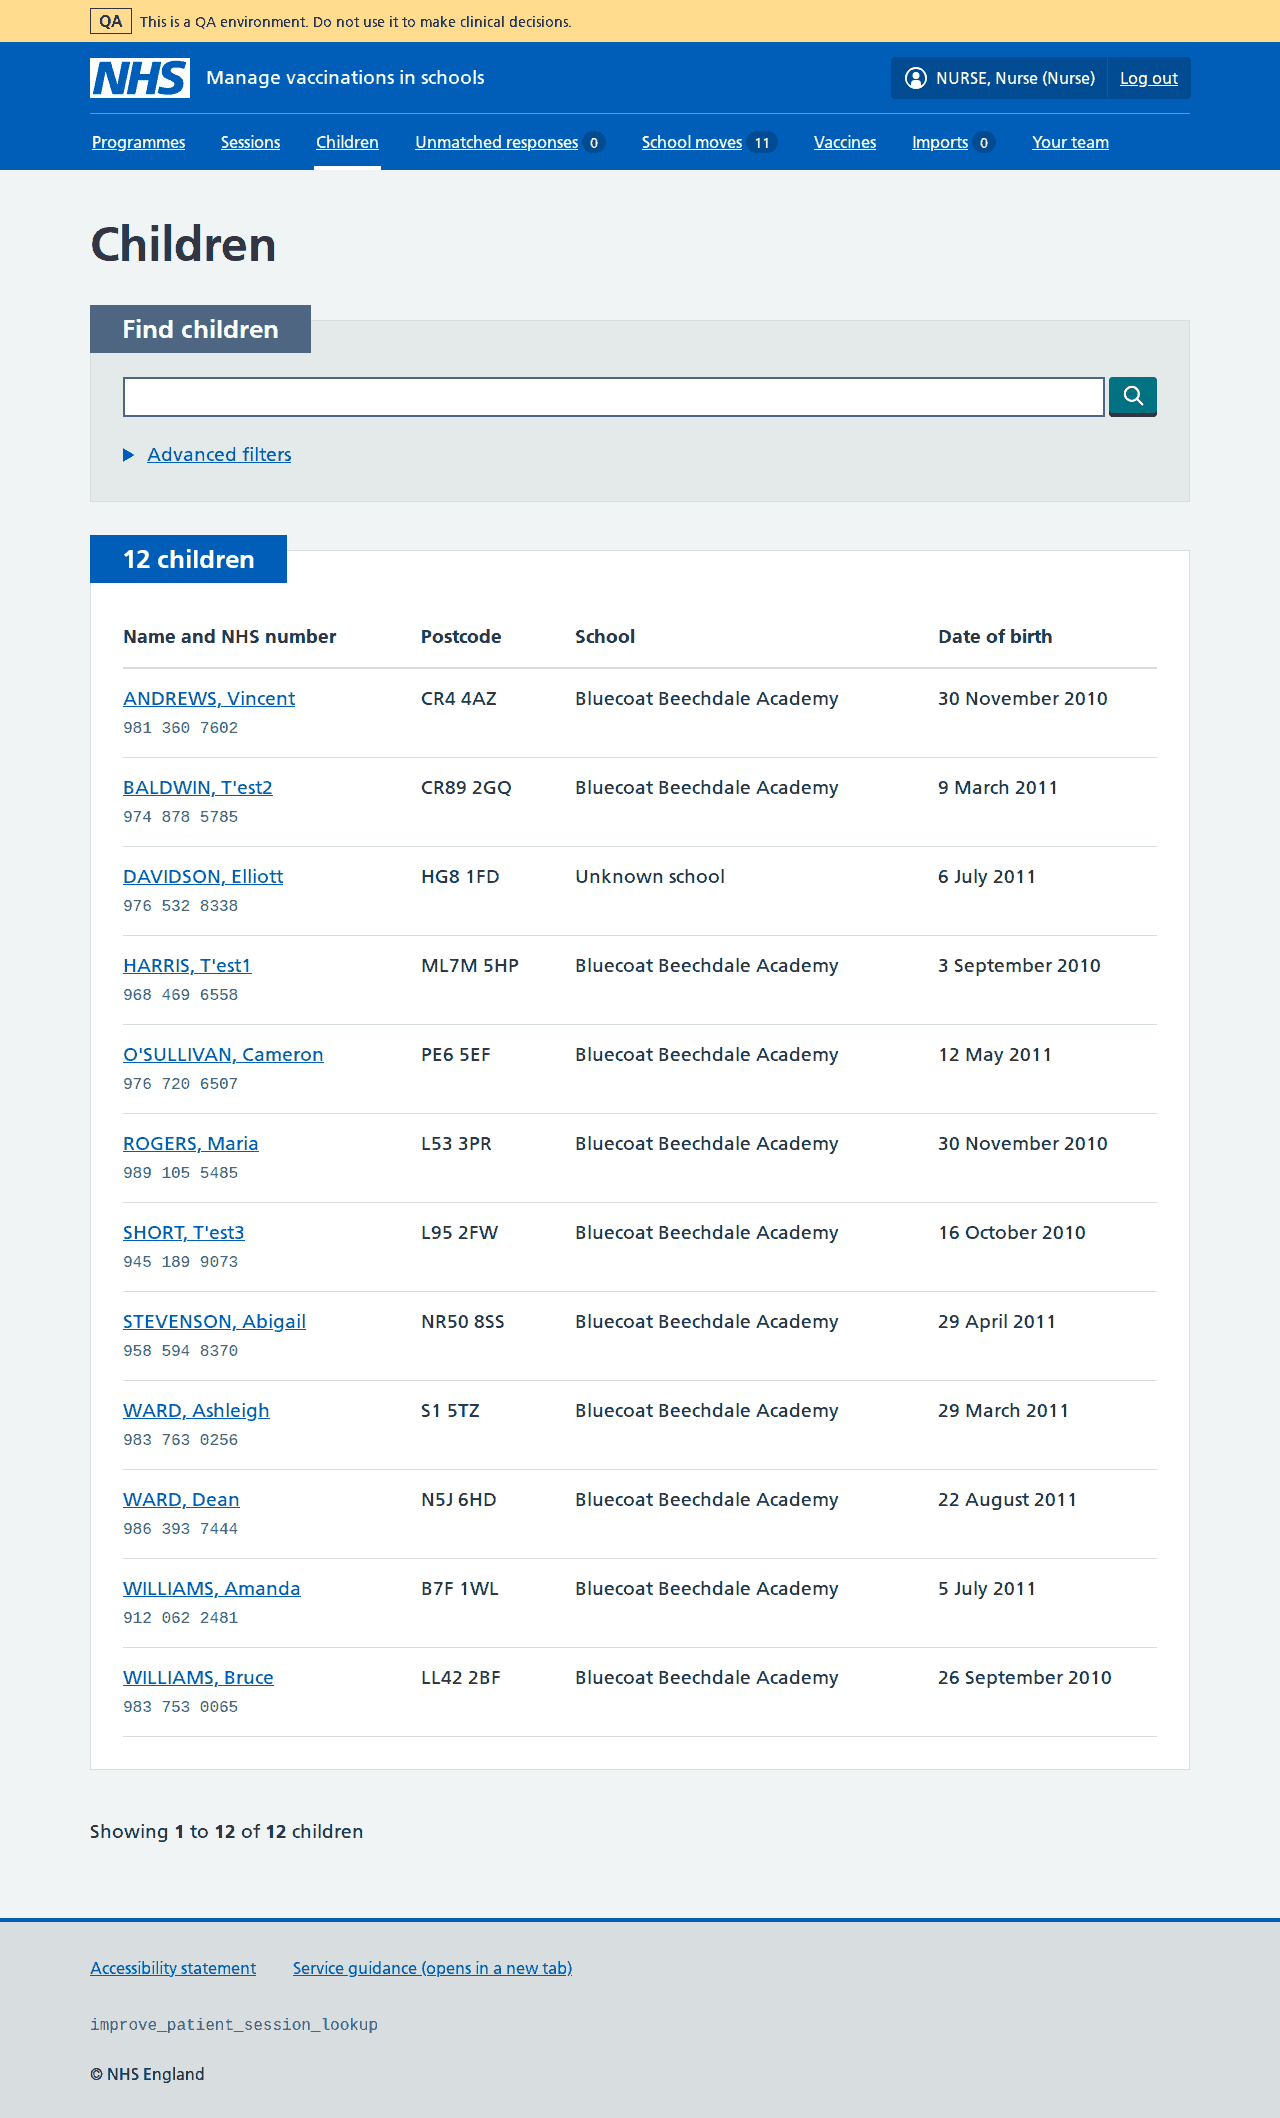 QA This is a QA environment. Do not use it to make clinical decisions.
NHS Manage vaccinations in schools NURSE, Nurse (Nurse) Log out
Programmes Sessions Children Unmatched responses 0 School moves 11 Vaccines Imports 0 Your team
Children
Find children
Advanced filters
12 children
Name and NHS number Postcode School Date of birth
ANDREWS, Vincent CR4 4AZ Bluecoat Beechdale Academy 30 November 2010
981 360 7602
BALDWIN, T'est2 CR89 2GQ Bluecoat Beechdale Academy 9 March 2011
974 878 5785
DAVIDSON, Elliott HG8 1FD Unknown school 6 July 2011
976 532 8338
HARRIS, T'est1 ML7M 5HP Bluecoat Beechdale Academy 3 September 2010
968 469 6558
O'SULLIVAN, Cameron PE6 5EF Bluecoat Beechdale Academy 12 May 2011
976 720 6507
ROGERS, Maria L53 3PR Bluecoat Beechdale Academy 30 November 2010
989 105 5485
SHORT, T'est3 L95 2FW Bluecoat Beechdale Academy 16 October 2010
945 189 9073
STEVENSON, Abigail NR50 8SS Bluecoat Beechdale Academy 29 April 2011
958 594 8370
WARD, Ashleigh S1 5TZ Bluecoat Beechdale Academy 29 March 2011
983 763 0256
WARD, Dean N5J 6HD Bluecoat Beechdale Academy 22 August 2011
986 393 7444
WILLIAMS, Amanda B7F 1WL Bluecoat Beechdale Academy 5 July 2011
912 062 2481
WILLIAMS, Bruce LL42 2BF Bluecoat Beechdale Academy 26 September 2010
983 753 0065
Showing 1 to 12 of 12 children
Accessibility statement Service guidance (opens in a new tab)
improve_patient_session_lookup
© NHS England